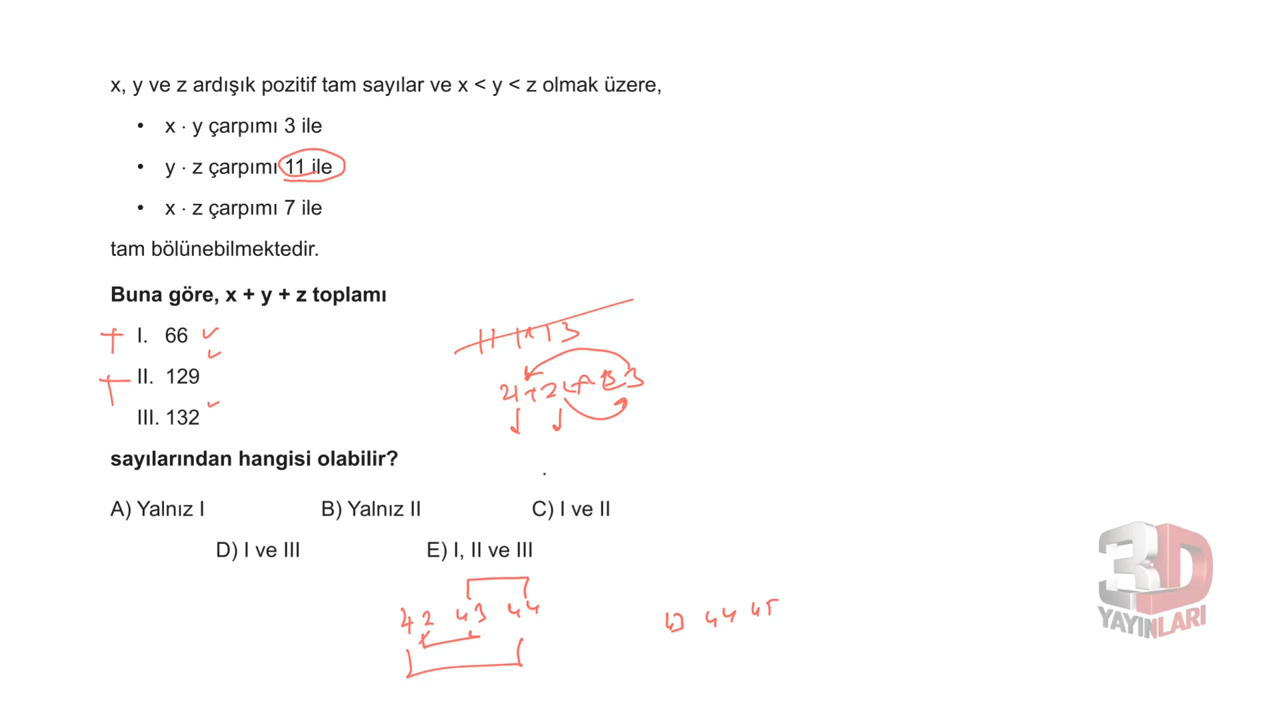 x, y ve z ardışık pozitif tam sayılar ve x < y < z olmak üzere,
• x · y çarpımı 3 ile
• y · z çarpımı 11 ile
• x · z çarpımı 7 ile
tam bölünebilmektedir.
Buna göre, x + y + z toplamı
I. 66
II. 129
III. 132
sayılarından hangisi olabilir?
A) Yalnız I
B) Yalnız II
C) I ve II
D) I ve III
E) I, II ve III
42 43 44
44 45
3D
YAYINLARI